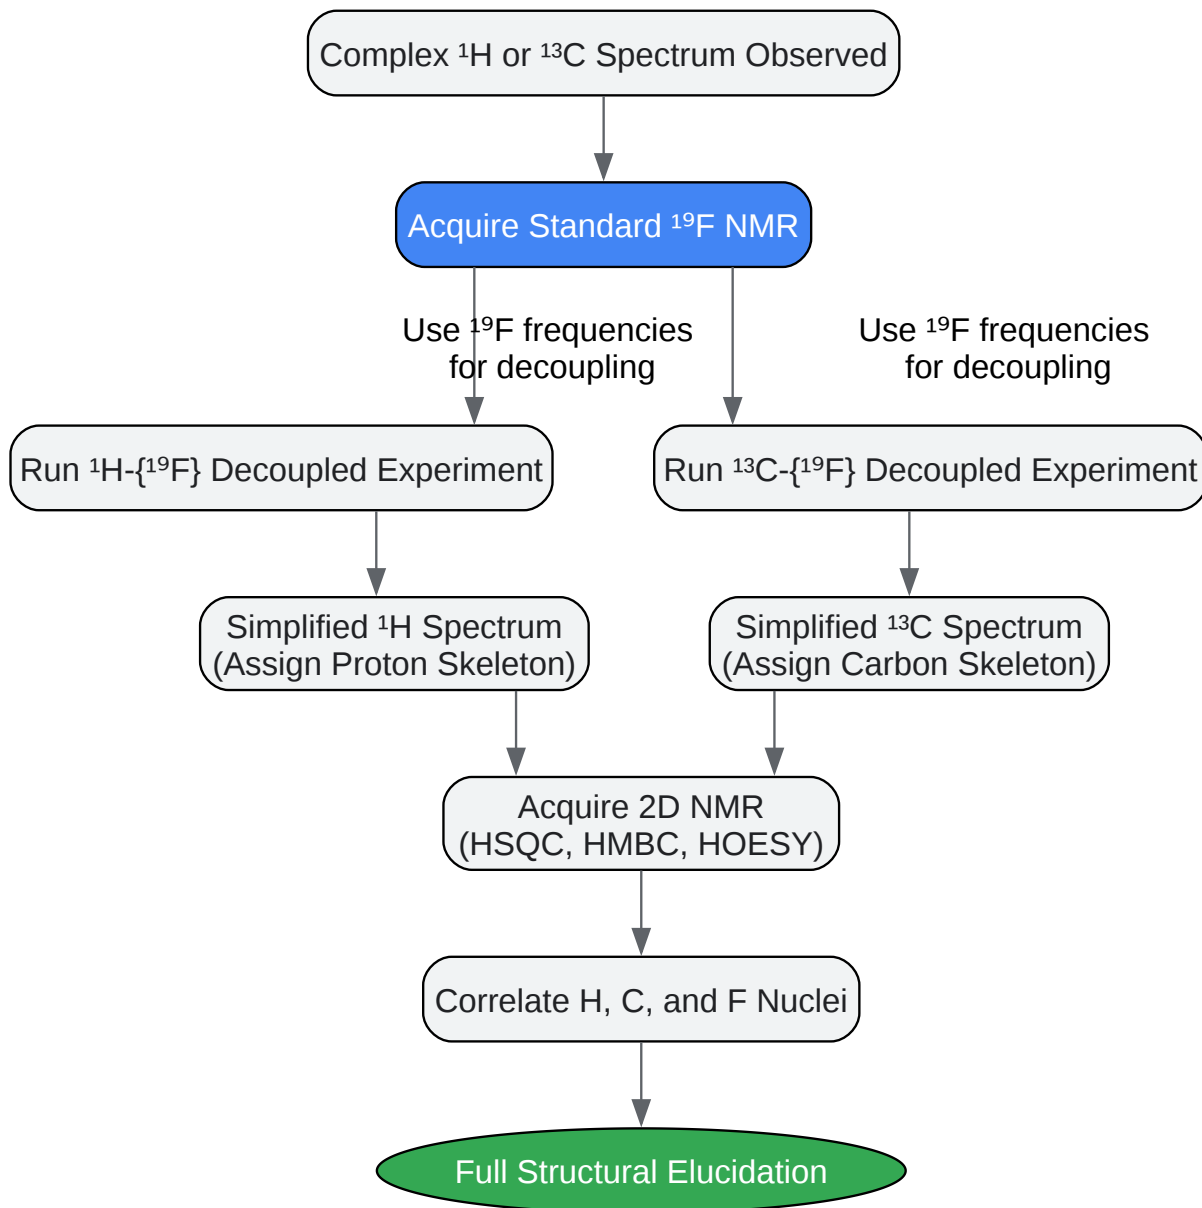 Complex ¹H or ¹³C Spectrum Observed
Acquire Standard ¹⁹F NMR
Use ¹⁹F frequencies
for decoupling
Use ¹⁹F frequencies
for decoupling
Run ¹H-{¹⁹F} Decoupled Experiment
Run ¹³C-{¹⁹F} Decoupled Experiment
Simplified ¹H Spectrum
(Assign Proton Skeleton)
Simplified ¹³C Spectrum
(Assign Carbon Skeleton)
Acquire 2D NMR
(HSQC, HMBC, HOESY)
Correlate H, C, and F Nuclei
Full Structural Elucidation